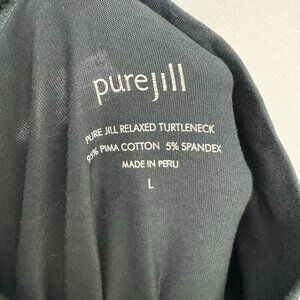 purejill
PURE JILL RELAXED TURTLENECK
95% PIMA COTTON 5% SPANDEX
MADE IN PERU
L